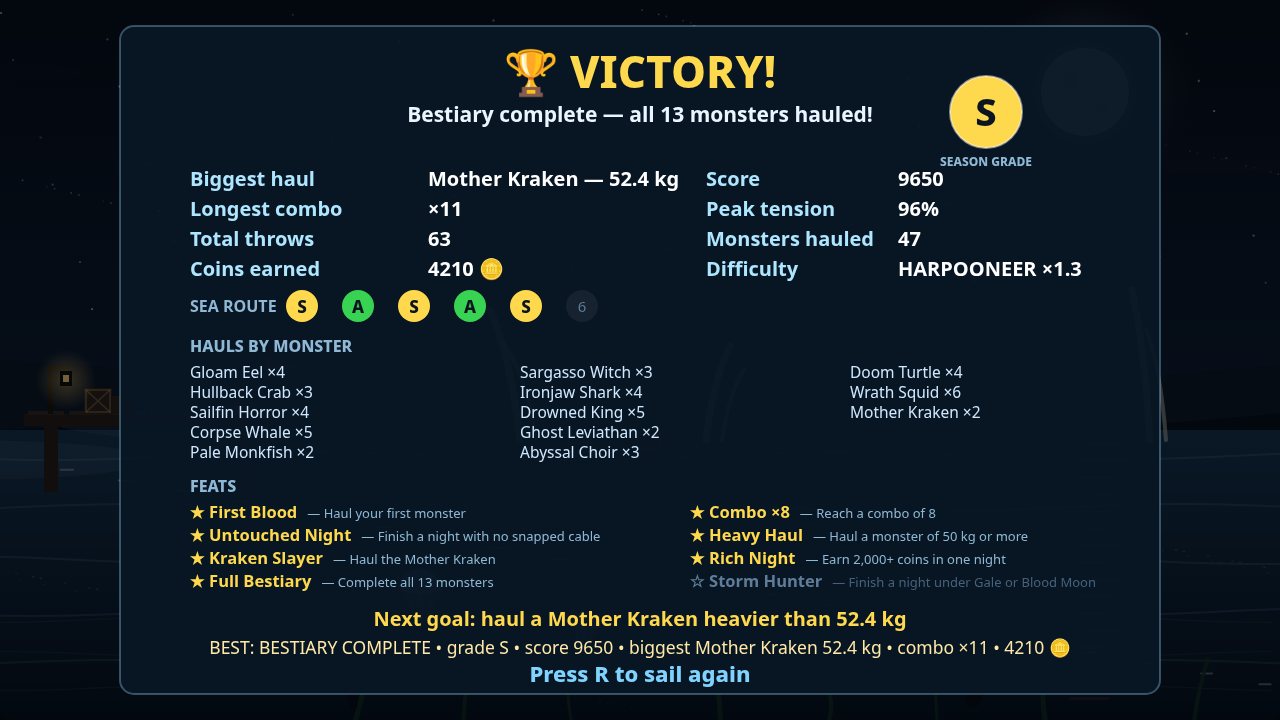 🏆 VICTORY!
Bestiary complete — all 13 monsters hauled!
S
SEASON GRADE
Biggest haul Mother Kraken — 52.4 kg Score 9650
Longest combo ×11 Peak tension 96%
Total throws 63 Monsters hauled 47
Coins earned 4210 🪙 Difficulty HARPOONEER ×1.3
SEA ROUTE S A S A S 6
HAULS BY MONSTER
Gloam Eel ×4 Sargasso Witch ×3 Doom Turtle ×4
Hullback Crab ×3 Ironjaw Shark ×4 Wrath Squid ×6
Sailfin Horror ×4 Drowned King ×5 Mother Kraken ×2
Corpse Whale ×5 Ghost Leviathan ×2
Pale Monkfish ×2 Abyssal Choir ×3
FEATS
★ First Blood — Haul your first monster ★ Combo ×8 — Reach a combo of 8
★ Untouched Night — Finish a night with no snapped cable ★ Heavy Haul — Haul a monster of 50 kg or more
★ Kraken Slayer — Haul the Mother Kraken ★ Rich Night — Earn 2,000+ coins in one night
★ Full Bestiary — Complete all 13 monsters ☆ Storm Hunter — Finish a night under Gale or Blood Moon
Next goal: haul a Mother Kraken heavier than 52.4 kg
BEST: BESTIARY COMPLETE • grade S • score 9650 • biggest Mother Kraken 52.4 kg • combo ×11 • 4210 🪙
Press R to sail again